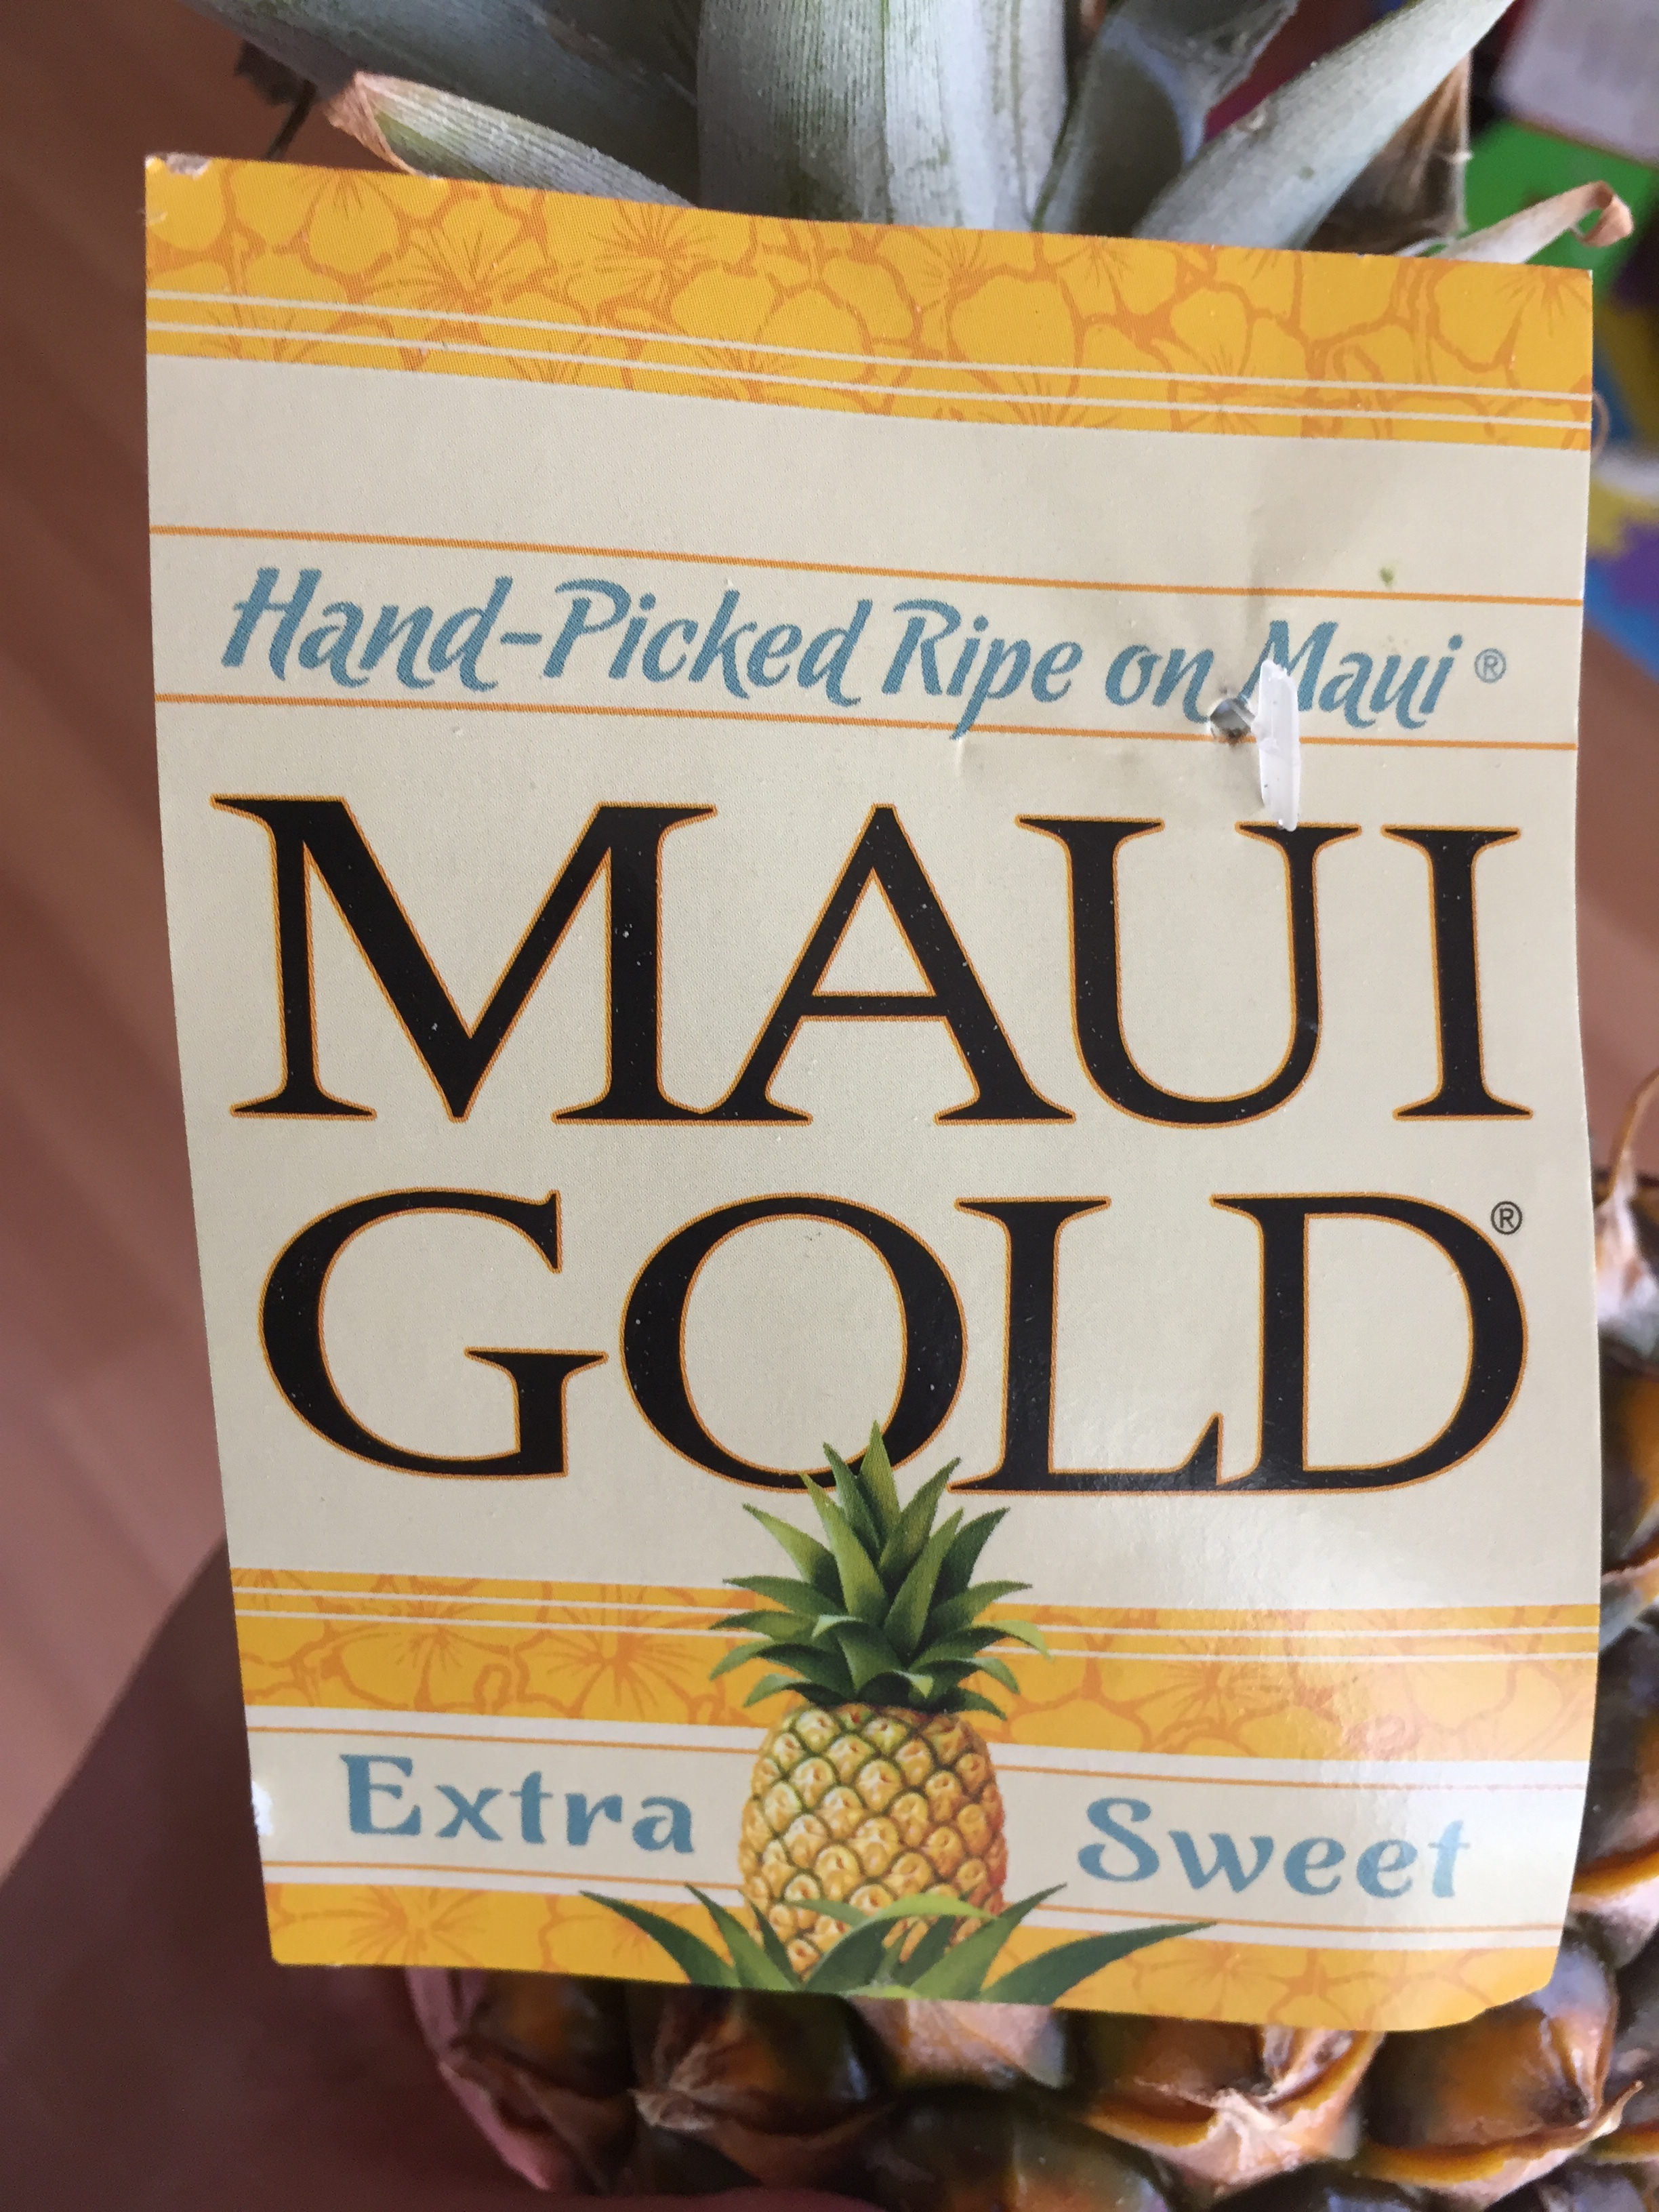 Hand-Picked Ripe on Maui®
MAUI
GOLD®
Extra Sweet